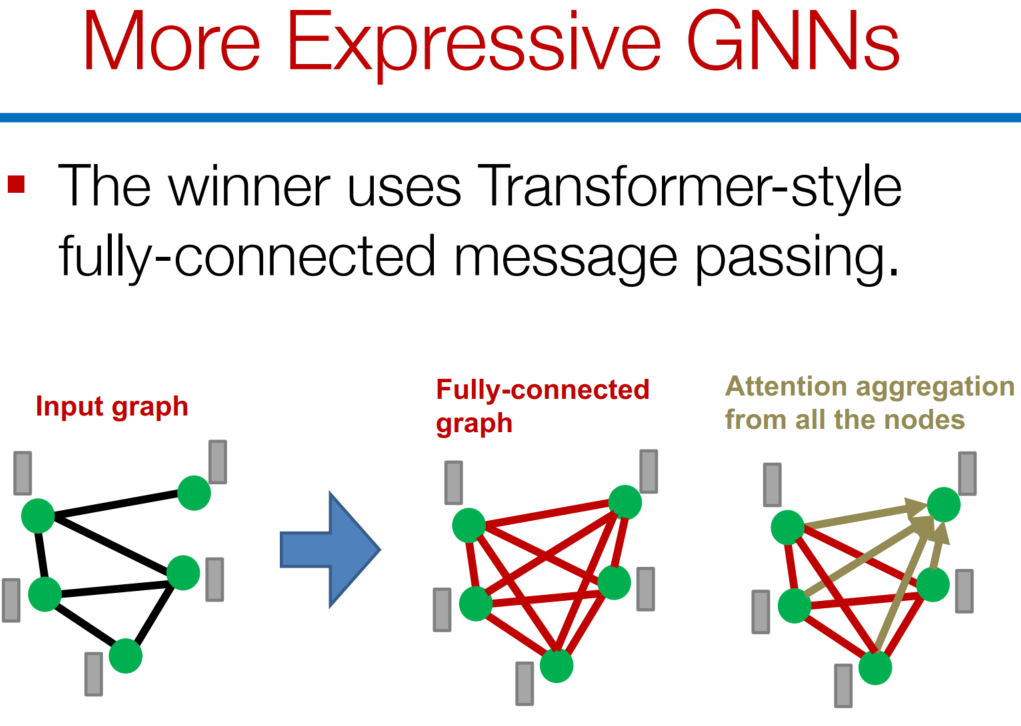 More Expressive GNNs
▪ The winner uses Transformer-style
fully-connected message passing.
Input graph
Fully-connected
graph
Attention aggregation
from all the nodes